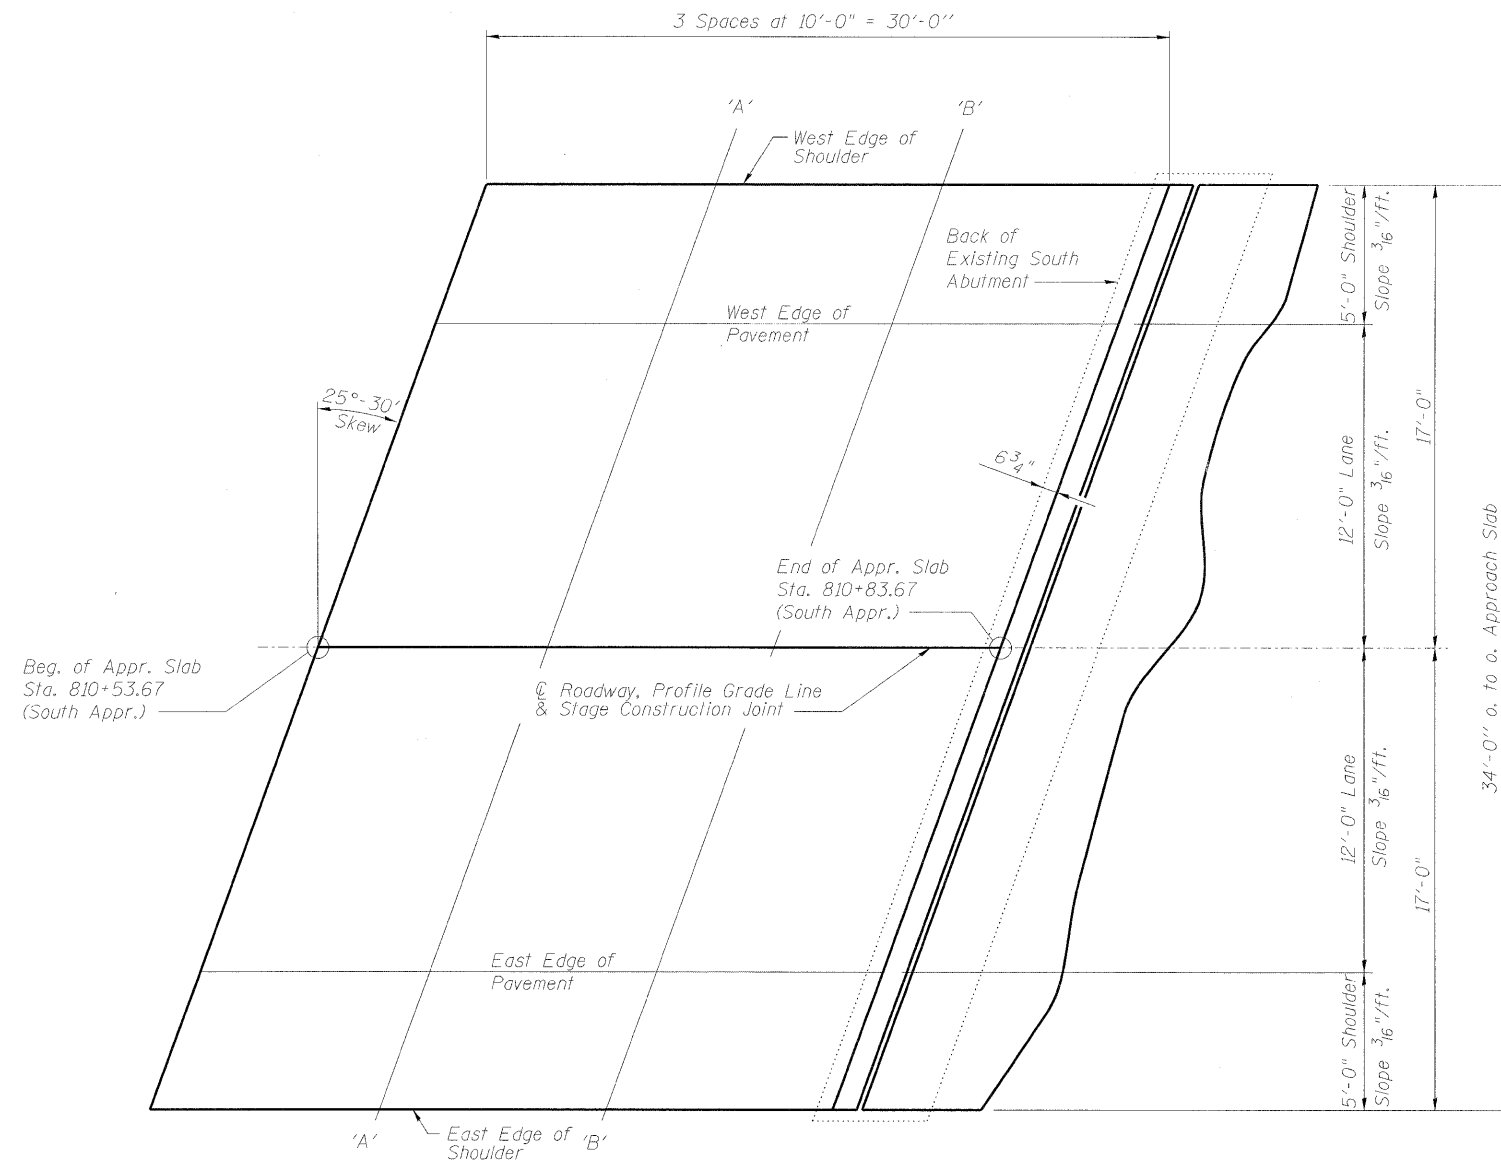 3 Spaces at 10'-0" = 30'-0''
'A'
'B'
West Edge of
Shoulder
Back of
Existing South
Abutment
West Edge of
Pavement
25°-30'
Skew
6 3/4"
End of Appr. Slab
Sta. 810+83.67
(South Appr.)
Beg. of Appr. Slab
Sta. 810+53.67
(South Appr.)
℄ Roadway, Profile Grade Line
& Stage Construction Joint
East Edge of
Pavement
'A'
East Edge of
Shoulder
'B'
5'-0" Shoulder
Slope 3/16"/ft.
12'-0" Lane
Slope 3/16"/ft.
17'-0"
12'-0" Lane
Slope 3/16"/ft.
17'-0"
5'-0" Shoulder
Slope 3/16"/ft.
34'-0'' o. to o. Approach Slab